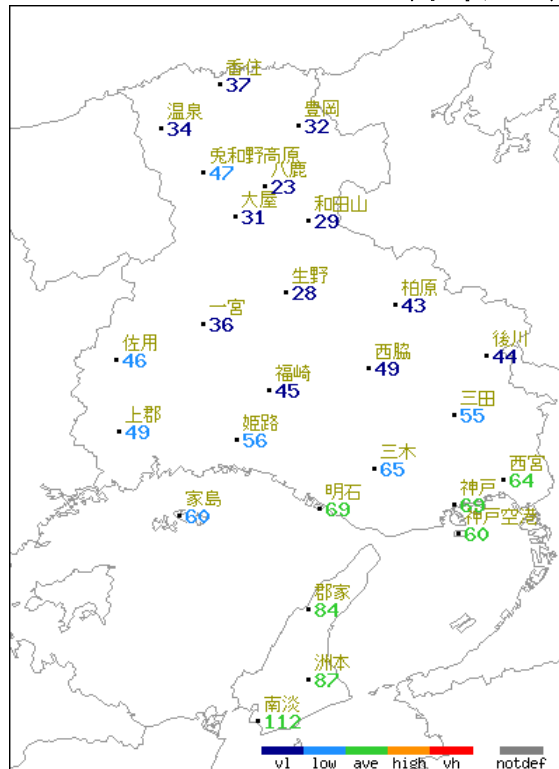 香住
37
温泉
34
豊岡
32
兎和野高原
47
八鹿
23
大屋
31
和田山
29
生野
28
柏原
43
一宮
36
佐用
46
後川
44
西脇
49
福崎
45
三田
55
上郡
49
姫路
56
三木
65
西宮
64
家島
60
明石
69
神戸
69
神戸空港
60
郡家
84
洲本
87
南淡
112
vl low ave high vh notdef